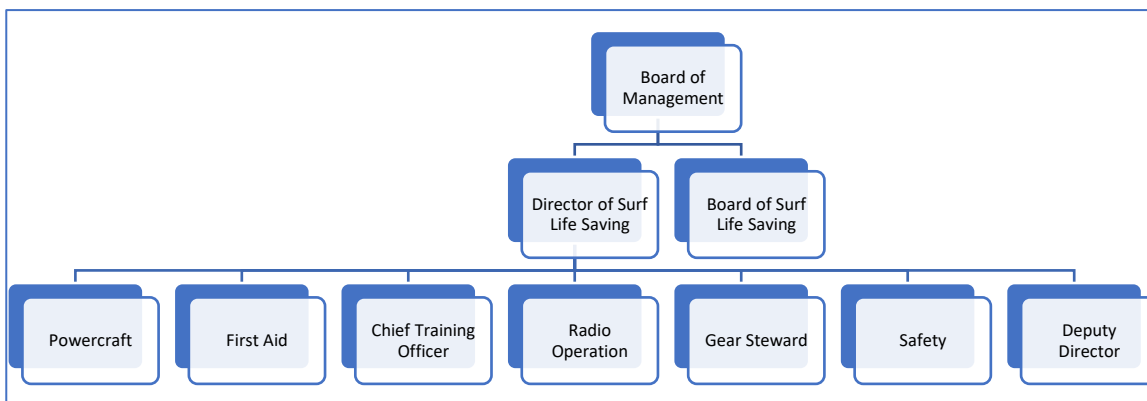 Board of
Management
Director of Surf
Life Saving
Board of Surf
Life Saving
Powercraft
First Aid
Chief Training
Officer
Radio
Operation
Gear Steward
Safety
Deputy
Director